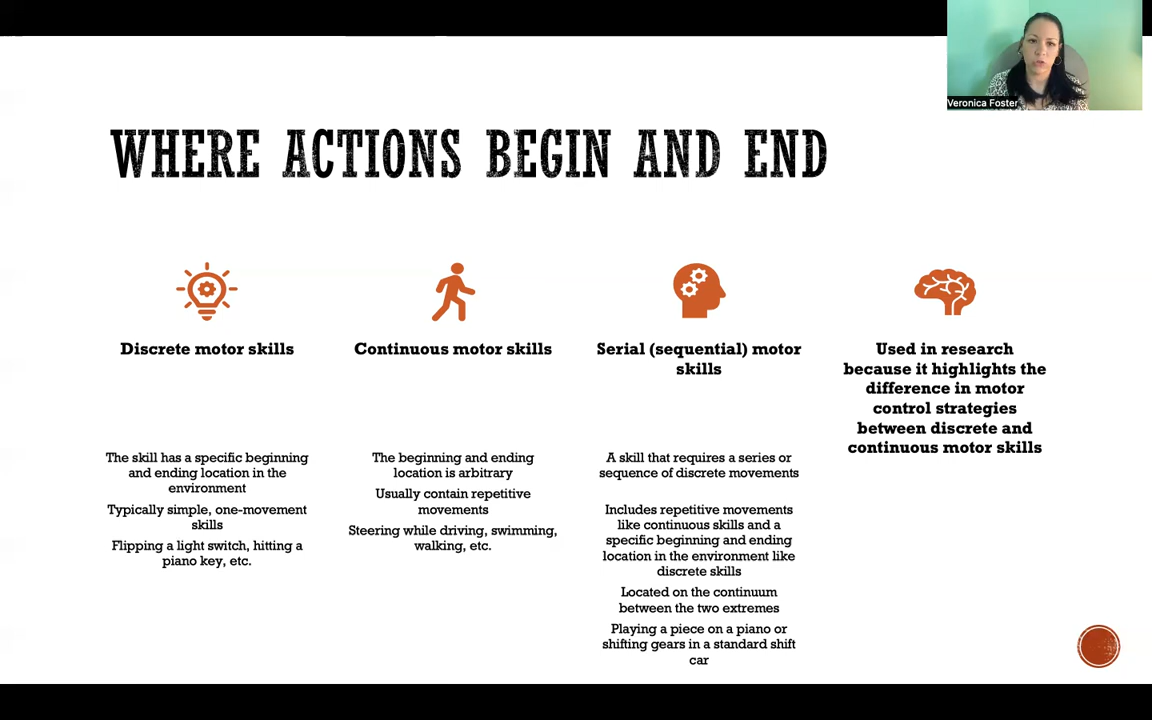 Veronica Foster
WHERE ACTIONS BEGIN AND END
Discrete motor skills
The skill has a specific beginning
and ending location in the
environment
Typically simple, one-movement
skills
Flipping a light switch, hitting a
piano key, etc.
Continuous motor skills
The beginning and ending
location is arbitrary
Usually contain repetitive
movements
Steering while driving, swimming,
walking, etc.
Serial (sequential) motor
skills
A skill that requires a series or
sequence of discrete movements
Includes repetitive movements
like continuous skills and a
specific beginning and ending
location in the environment like
discrete skills
Located on the continuum
between the two extremes
Playing a piece on a piano or
shifting gears in a standard shift
car
Used in research
because it highlights the
difference in motor
control strategies
between discrete and
continuous motor skills